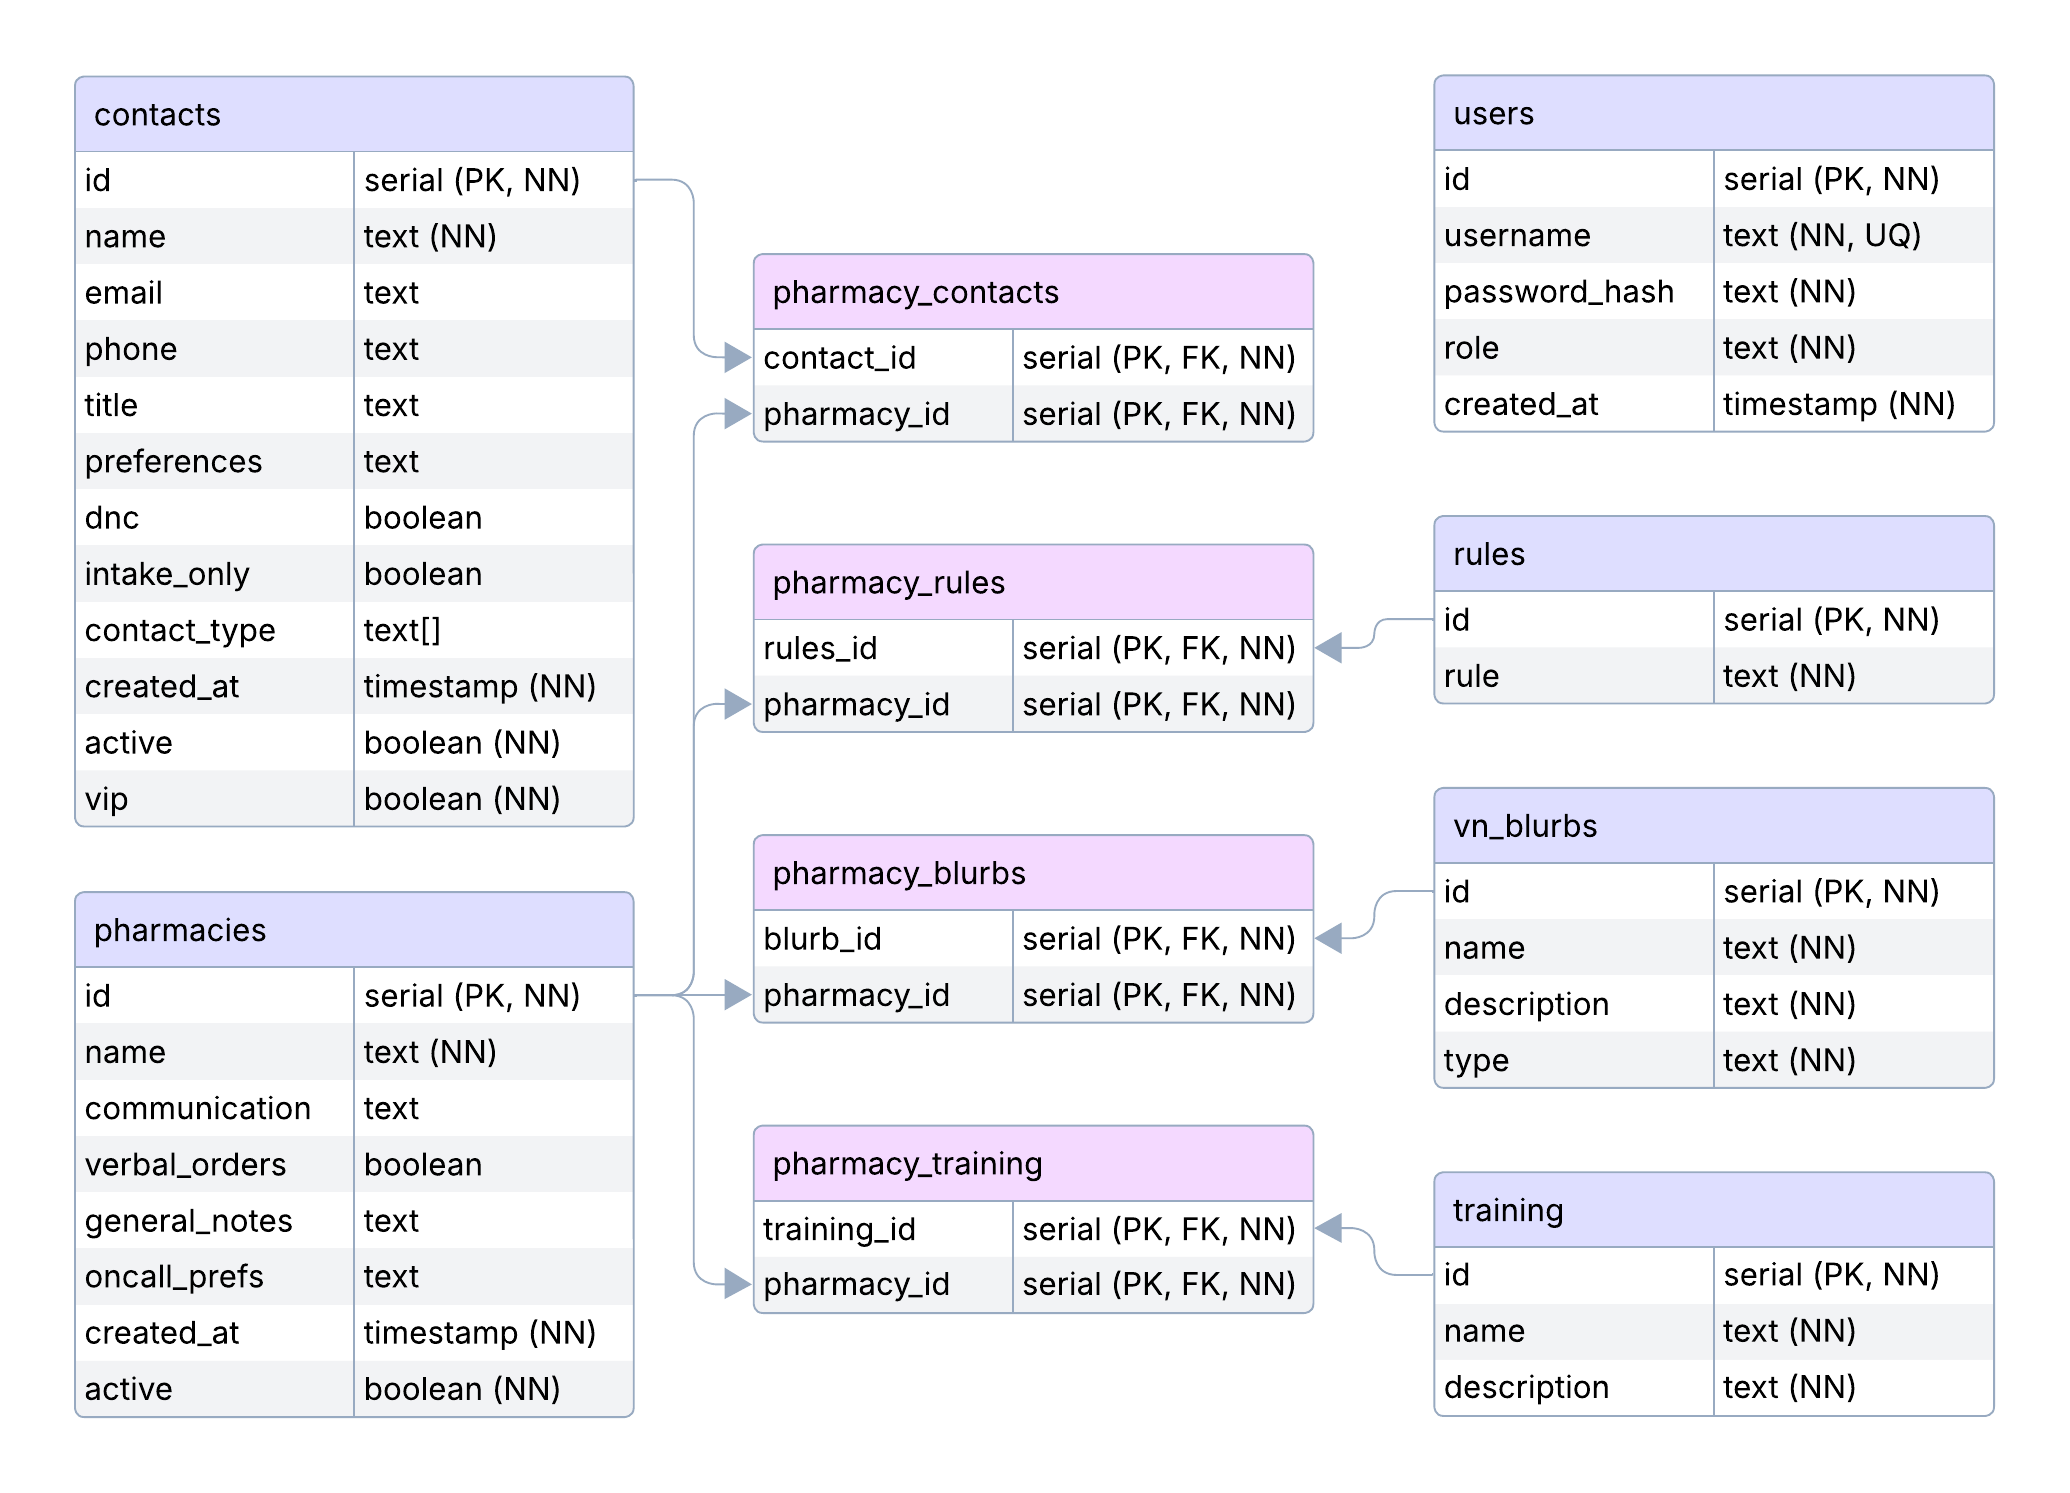 contacts
id serial (PK, NN)
name text (NN)
email text
phone text
title text
preferences text
dnc boolean
intake_only boolean
contact_type text[]
created_at timestamp (NN)
active boolean (NN)
vip boolean (NN)
pharmacies
id serial (PK, NN)
name text (NN)
communication text
verbal_orders boolean
general_notes text
oncall_prefs text
created_at timestamp (NN)
active boolean (NN)
pharmacy_contacts
contact_id serial (PK, FK, NN)
pharmacy_id serial (PK, FK, NN)
pharmacy_rules
rules_id serial (PK, FK, NN)
pharmacy_id serial (PK, FK, NN)
pharmacy_blurbs
blurb_id serial (PK, FK, NN)
pharmacy_id serial (PK, FK, NN)
pharmacy_training
training_id serial (PK, FK, NN)
pharmacy_id serial (PK, FK, NN)
users
id serial (PK, NN)
username text (NN, UQ)
password_hash text (NN)
role text (NN)
created_at timestamp (NN)
rules
id serial (PK, NN)
rule text (NN)
vn_blurbs
id serial (PK, NN)
name text (NN)
description text (NN)
type text (NN)
training
id serial (PK, NN)
name text (NN)
description text (NN)